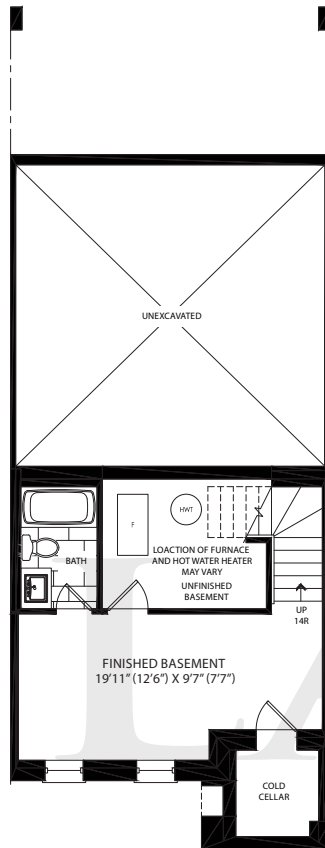 UNEXCAVATED
F
HWT
BATH
LOACTION OF FURNACE
AND HOT WATER HEATER
MAY VARY
UNFINISHED
BASEMENT
UP
14R
FINISHED BASEMENT
19'11" (12'6") X 9'7" (7'7")
COLD
CELLAR
LA